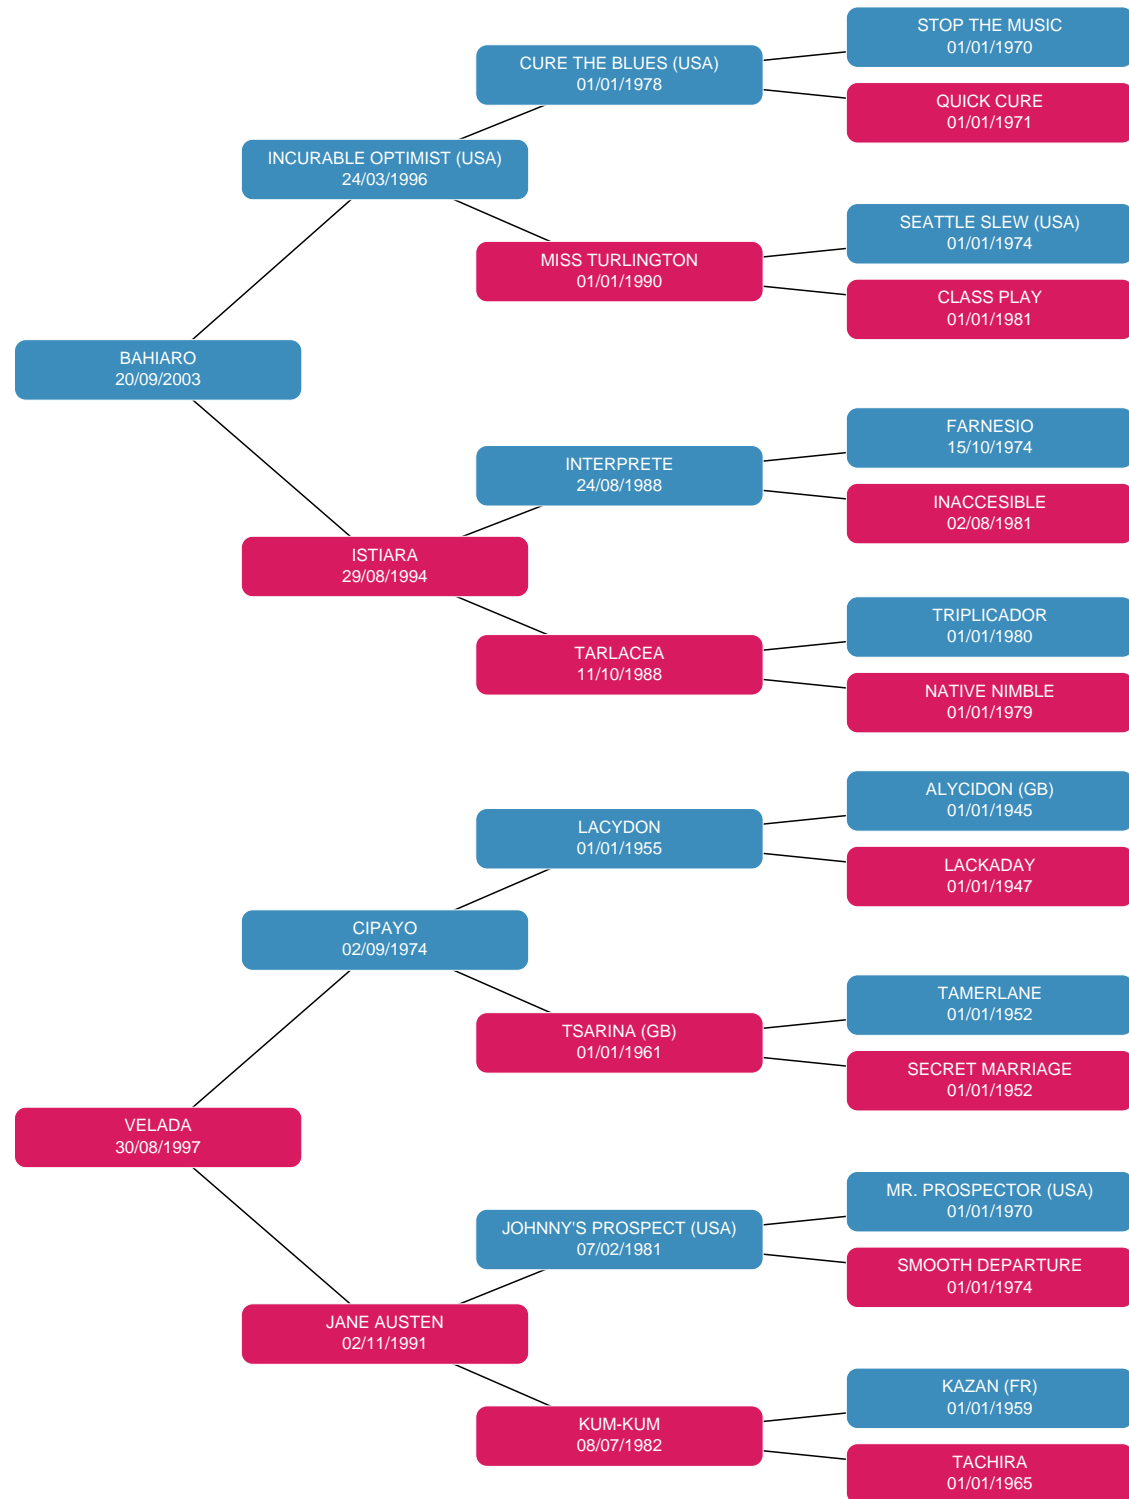 STOP THE MUSIC
01/01/1970
CURE THE BLUES (USA)
01/01/1978
QUICK CURE
01/01/1971
INCURABLE OPTIMIST (USA)
24/03/1996
SEATTLE SLEW (USA)
01/01/1974
MISS TURLINGTON
01/01/1990
CLASS PLAY
01/01/1981
BAHIARO
20/09/2003
FARNESIO
15/10/1974
INTERPRETE
24/08/1988
INACCESIBLE
02/08/1981
ISTIARA
29/08/1994
TRIPLICADOR
01/01/1980
TARLACEA
11/10/1988
NATIVE NIMBLE
01/01/1979
ALYCIDON (GB)
01/01/1945
LACYDON
01/01/1955
LACKADAY
01/01/1947
CIPAYO
02/09/1974
TAMERLANE
01/01/1952
TSARINA (GB)
01/01/1961
SECRET MARRIAGE
01/01/1952
VELADA
30/08/1997
MR. PROSPECTOR (USA)
01/01/1970
JOHNNY'S PROSPECT (USA)
07/02/1981
SMOOTH DEPARTURE
01/01/1974
JANE AUSTEN
02/11/1991
KAZAN (FR)
01/01/1959
KUM-KUM
08/07/1982
TACHIRA
01/01/1965